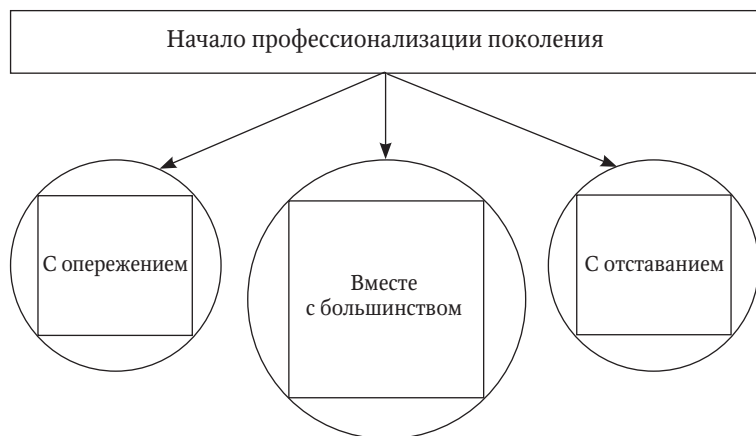 Начало профессионализации поколения
С опережением
Вместе
с большинством
С отставанием